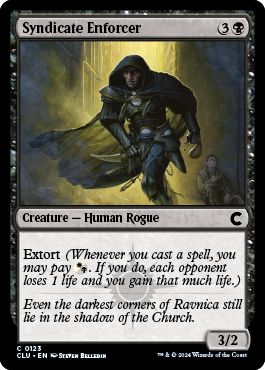 Syndicate Enforcer 3
Creature — Human Rogue
Extort (Whenever you cast a spell, you
may pay . If you do, each opponent
loses 1 life and you gain that much life.)
Even the darkest corners of Ravnica still
lie in the shadow of the Church.
3/2
C 0123
CLU • EN Steven Belledin ™ & © 2024 Wizards of the Coast